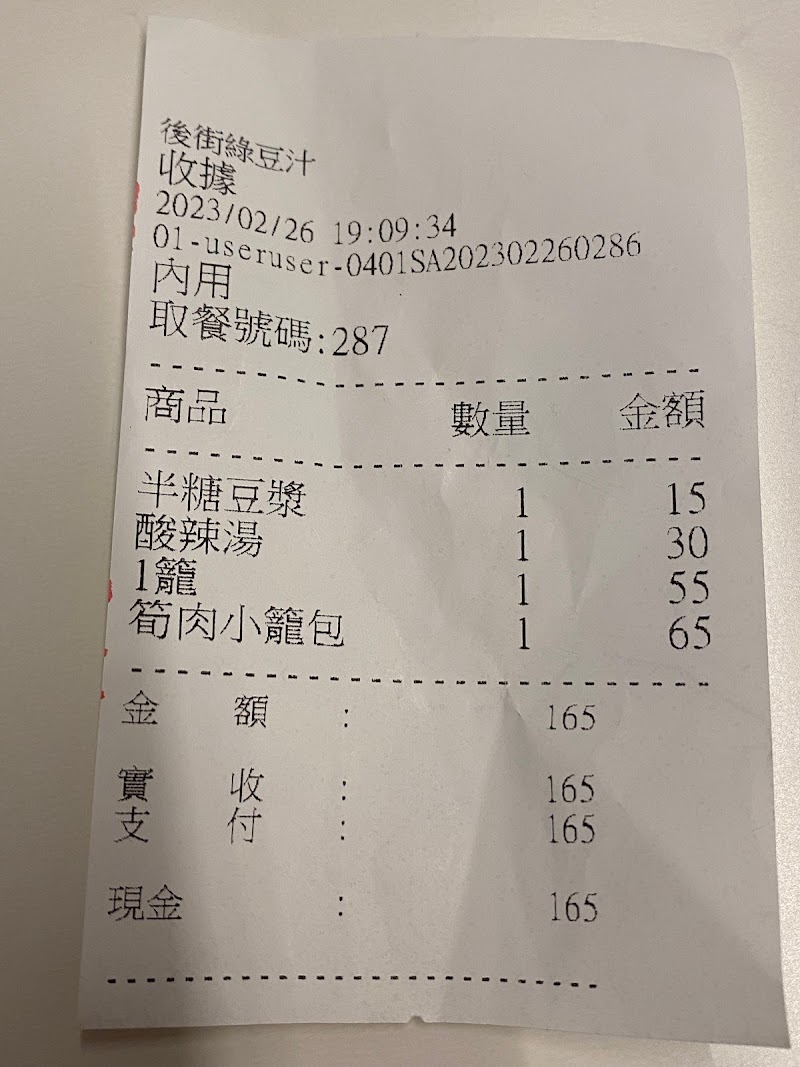 後街綠豆汁
收據
2023/02/26 19:09:34
01-useruser-0401SA202302260286
內用
取餐號碼:287
商品 數量 金額
半糖豆漿 1 15
酸辣湯 1 30
1籠 1 55
筍肉小籠包 1 65
金額 : 165
實收 : 165
支付 : 165
現金 : 165